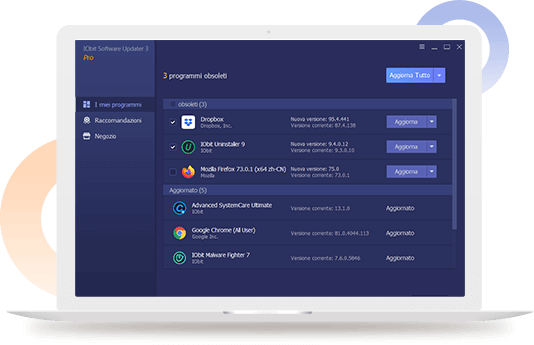 IObit Software Updater 3
Pro
3 programmi obsoleti
Aggiorna Tutto
I miei programmi
Raccomandazioni
Negozio
obsoleti (3)
Dropbox
Dropbox, Inc.
Nuova versione: 95.4.441
Versione corrente: 87.4.138
Aggiorna
IObit Uninstaller 9
IObit
Nuova versione: 9.4.0.12
Versione corrente: 9.3.0.10
Aggiorna
Mozilla Firefox 73.0.1 (x64 zh-CN)
Mozilla
Nuova versione: 75.0
Versione corrente: 73.0.1
Aggiorna
Aggiornato (5)
Advanced SystemCare Ultimate
IObit
Versione corrente: 13.1.0
Aggiornato
Google Chrome (All User)
Google Inc.
Versione corrente: 81.0.4044.113
Aggiornato
IObit Malware Fighter 7
IObit
Versione corrente: 7.6.0.5846
Aggiornato